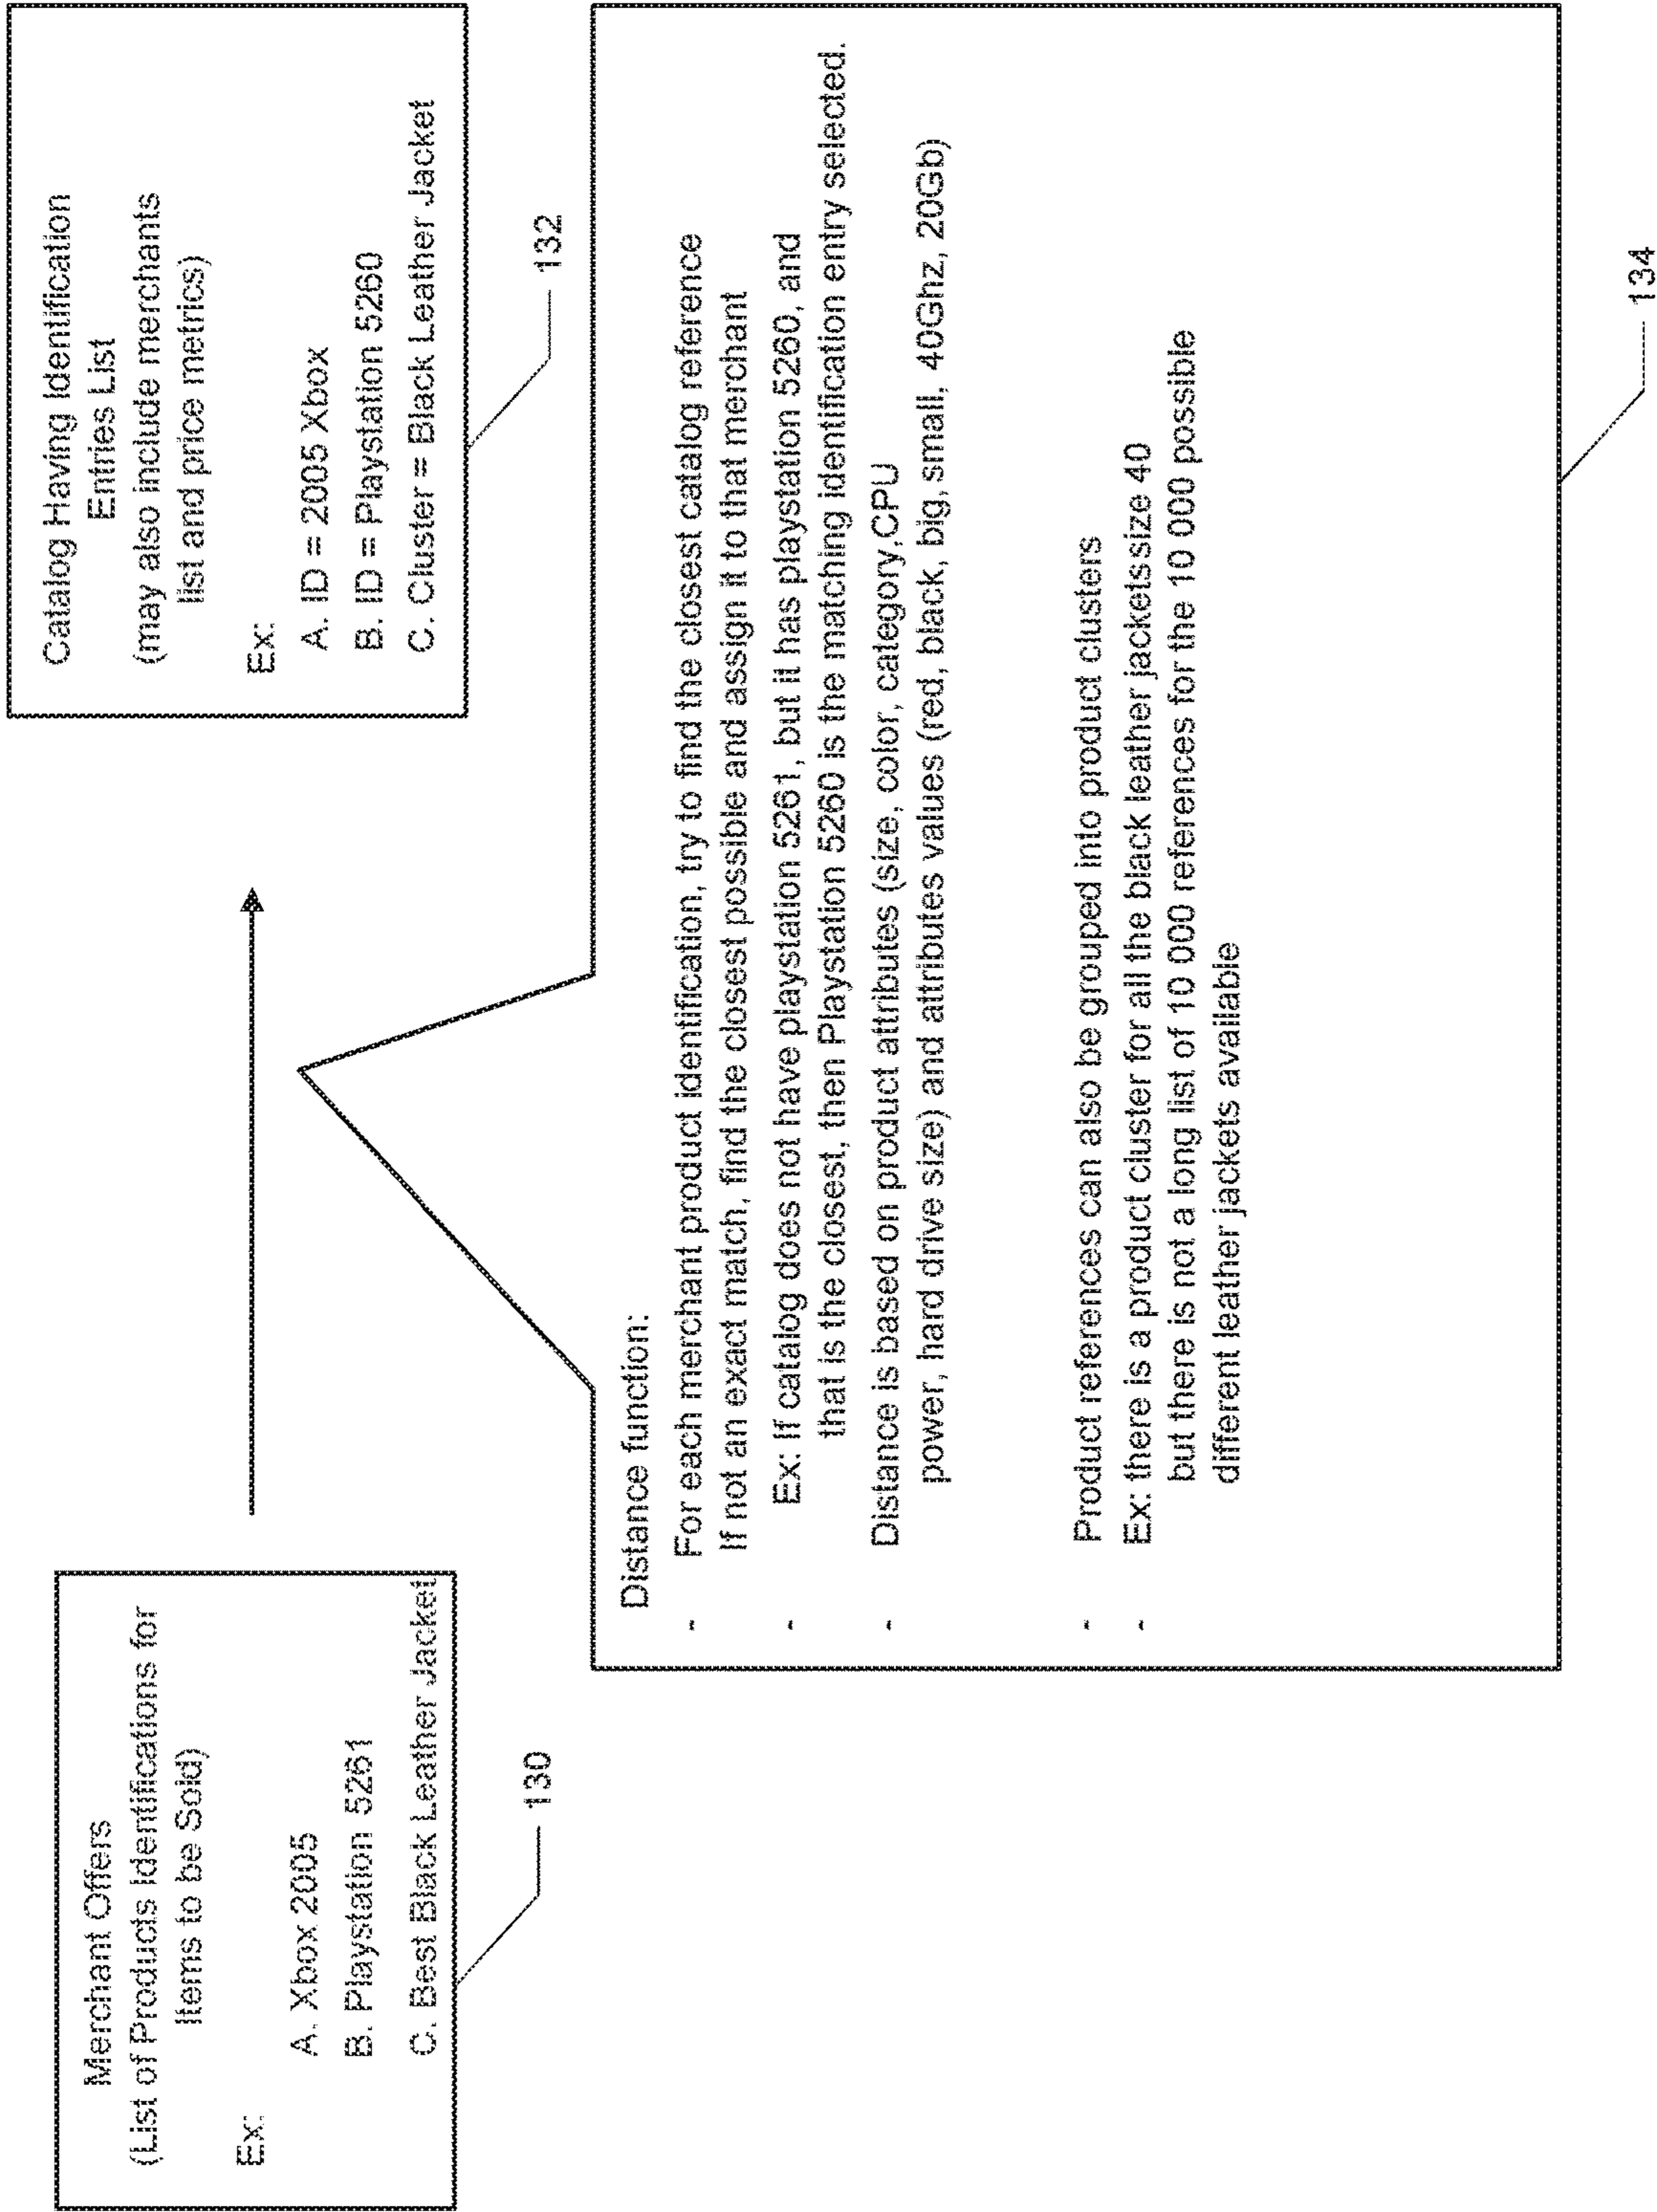 Merchant Offers
(List of Products Identifications for
Items to be Sold)
Ex:
A. Xbox 2005
B. Playstation 5261
C. Best Black Leather Jacket
130
Catalog Having Identification
Entries List
(may also include merchants
list and price metrics)
Ex:
A. ID = 2005 Xbox
B. ID = Playstation 5260
C. Cluster = Black Leather Jacket
132
Distance function:
- For each merchant product identification, try to find the closest catalog reference
If not an exact match, find the closest possible and assign it to that merchant
- Ex: If catalog does not have playstation 5261, but it has playstation 5260, and
that is the closest, then Playstation 5260 is the matching identification entry selected.
- Distance is based on product attributes (size, color, category,CPU
power, hard drive size) and attributes values (red, black, big, small, 40Ghz, 20Gb)
- Product references can also be grouped into product clusters
- Ex: there is a product cluster for all the black leather jacketssize 40
but there is not a long list of 10 000 references for the 10 000 possible
different leather jackets available
134